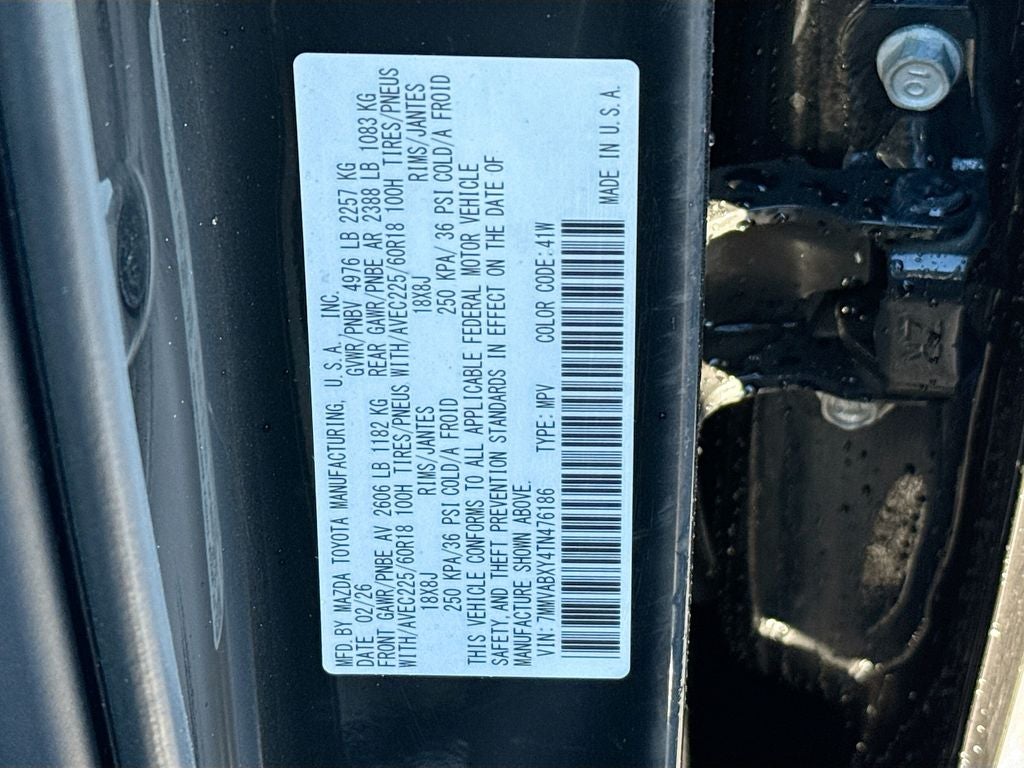 MFD.BY MAZDA TOYOTA MANUFACTURING, U.S.A., INC.
DATE 02/26 GVWR/PNBV 4976 LB 2257 KG
FRONT GAWR/PNBE AV 2606 LB 1182 KG REAR GAWR/PNBE AR 2388 LB 1083 KG
WITH/AVEC225/60R18 100H TIRES/PNEUS WITH/AVEC225/60R18 100H TIRES/PNEUS
18X8J RIMS/JANTES 18X8J RIMS/JANTES
250 KPA/36 PSI COLD/A FROID 250 KPA/ 36 PSI COLD/A FROID
THIS VEHICLE CONFORMS TO ALL APPLICABLE FEDERAL MOTOR VEHICLE
SAFETY, AND THEFT PREVENTION STANDARDS IN EFFECT ON THE DATE OF
MANUFACTURE SHOWN ABOVE.
VIN:7MMVABXY4TN476186 TYPE:MPV COLOR CODE:41W
MADE IN U.S.A.
10